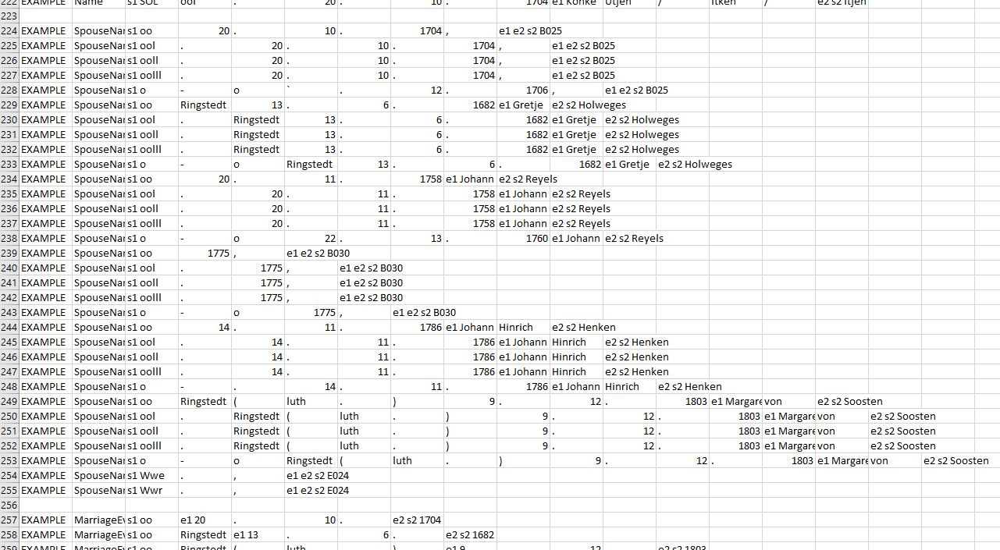 222 EXAMPLE Name s1 SOL ooI . 20 . 10 . 1704 e1 Konke Otjen / Itken / e2 s2 Itjen
223
224 EXAMPLE SpouseNar s1 oo 20 . 10 . 1704 , e1 e2 s2 B025
225 EXAMPLE SpouseNar s1 ooI . 20 . 10 . 1704 , e1 e2 s2 B025
226 EXAMPLE SpouseNar s1 ooII . 20 . 10 . 1704 , e1 e2 s2 B025
227 EXAMPLE SpouseNar s1 ooIII . 20 . 10 . 1704 , e1 e2 s2 B025
228 EXAMPLE SpouseNar s1 o - o ` . 12 . 1706 , e1 e2 s2 B025
229 EXAMPLE SpouseNar s1 oo Ringstedt 13 . 6 . 1682 e1 Gretje e2 s2 Holweges
230 EXAMPLE SpouseNar s1 ooI . Ringstedt 13 . 6 . 1682 e1 Gretje e2 s2 Holweges
231 EXAMPLE SpouseNar s1 ooII . Ringstedt 13 . 6 . 1682 e1 Gretje e2 s2 Holweges
232 EXAMPLE SpouseNar s1 ooIII . Ringstedt 13 . 6 . 1682 e1 Gretje e2 s2 Holweges
233 EXAMPLE SpouseNar s1 o - o Ringstedt 13 . 6 . 1682 e1 Gretje e2 s2 Holweges
234 EXAMPLE SpouseNar s1 oo 20 . 11 . 1758 e1 Johann e2 s2 Reyels
235 EXAMPLE SpouseNar s1 ooI . 20 . 11 . 1758 e1 Johann e2 s2 Reyels
236 EXAMPLE SpouseNar s1 ooII . 20 . 11 . 1758 e1 Johann e2 s2 Reyels
237 EXAMPLE SpouseNar s1 ooIII . 20 . 11 . 1758 e1 Johann e2 s2 Reyels
238 EXAMPLE SpouseNar s1 o - o 22 . 13 . 1760 e1 Johann e2 s2 Reyels
239 EXAMPLE SpouseNar s1 oo 1775 , e1 e2 s2 B030
240 EXAMPLE SpouseNar s1 ooI . 1775 , e1 e2 s2 B030
241 EXAMPLE SpouseNar s1 ooII . 1775 , e1 e2 s2 B030
242 EXAMPLE SpouseNar s1 ooIII . 1775 , e1 e2 s2 B030
243 EXAMPLE SpouseNar s1 o - o 1775 , e1 e2 s2 B030
244 EXAMPLE SpouseNar s1 oo 14 . 11 . 1786 e1 Johann Hinrich e2 s2 Henken
245 EXAMPLE SpouseNar s1 ooI . 14 . 11 . 1786 e1 Johann Hinrich e2 s2 Henken
246 EXAMPLE SpouseNar s1 ooII . 14 . 11 . 1786 e1 Johann Hinrich e2 s2 Henken
247 EXAMPLE SpouseNar s1 ooIII . 14 . 11 . 1786 e1 Johann Hinrich e2 s2 Henken
248 EXAMPLE SpouseNar s1 o - . 14 . 11 . 1786 e1 Johann Hinrich e2 s2 Henken
249 EXAMPLE SpouseNar s1 oo Ringstedt ( luth . ) 9 . 12 . 1803 e1 Margare von e2 s2 Soosten
250 EXAMPLE SpouseNar s1 ooI . Ringstedt ( luth . ) 9 . 12 . 1803 e1 Margare von e2 s2 Soosten
251 EXAMPLE SpouseNar s1 ooII . Ringstedt ( luth . ) 9 . 12 . 1803 e1 Margare von e2 s2 Soosten
252 EXAMPLE SpouseNar s1 ooIII . Ringstedt ( luth . ) 9 . 12 . 1803 e1 Margare von e2 s2 Soosten
253 EXAMPLE SpouseNar s1 o - o Ringstedt ( luth . ) 9 . 12 . 1803 e1 Margare von e2 s2 Soosten
254 EXAMPLE SpouseNar s1 Wwe . , e1 e2 s2 E024
255 EXAMPLE SpouseNar s1 Wwr . , e1 e2 s2 E024
256
257 EXAMPLE MarriageEv s1 oo e1 20 . 10 . e2 s2 1704
258 EXAMPLE MarriageEv s1 oo Ringstedt e1 13 . 6 . e2 s2 1682
259 EXAMPLE MarriageEv s1 oo Ringstedt ( luth . ) e1 9 . 12 . e2 s2 1803